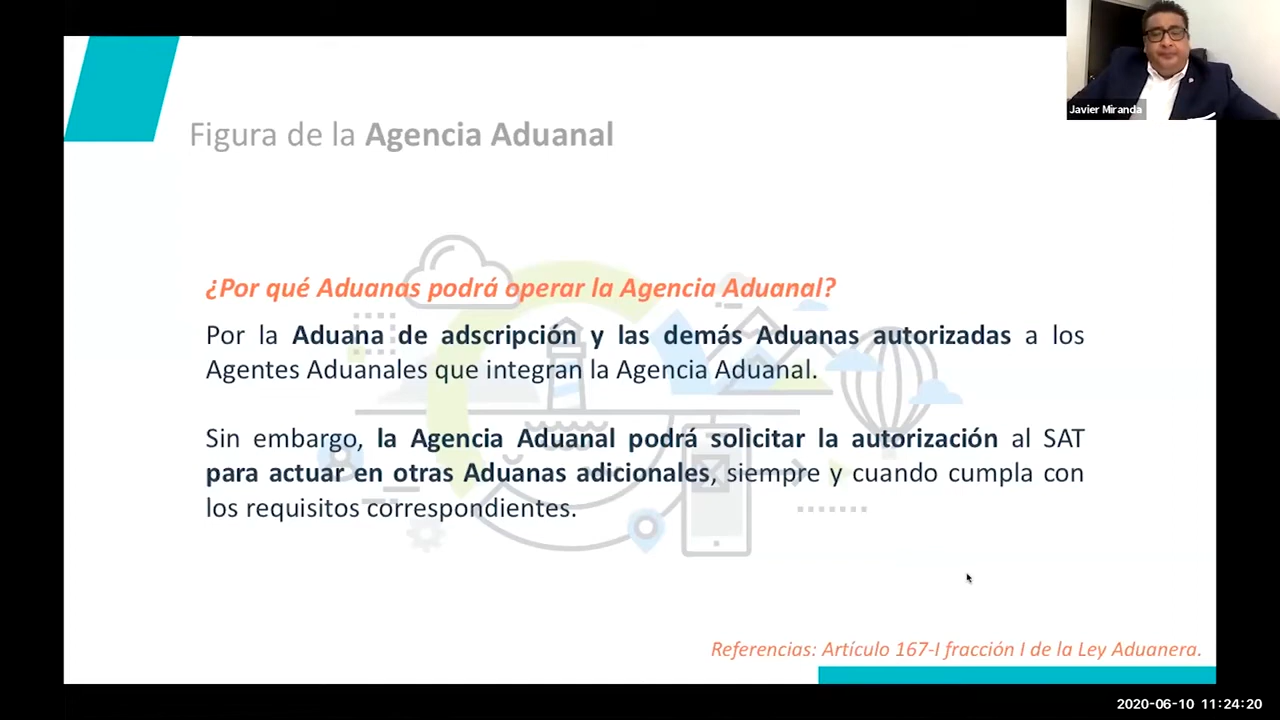 Javier Miranda
Figura de la Agencia Aduanal
¿Por qué Aduanas podrá operar la Agencia Aduanal?
Por la Aduana de adscripción y las demás Aduanas autorizadas a los
Agentes Aduanales que integran la Agencia Aduanal.
Sin embargo, la Agencia Aduanal podrá solicitar la autorización al SAT
para actuar en otras Aduanas adicionales, siempre y cuando cumpla con
los requisitos correspondientes.
Referencias: Artículo 167-I fracción I de la Ley Aduanera.
2020-06-10 11:24:20